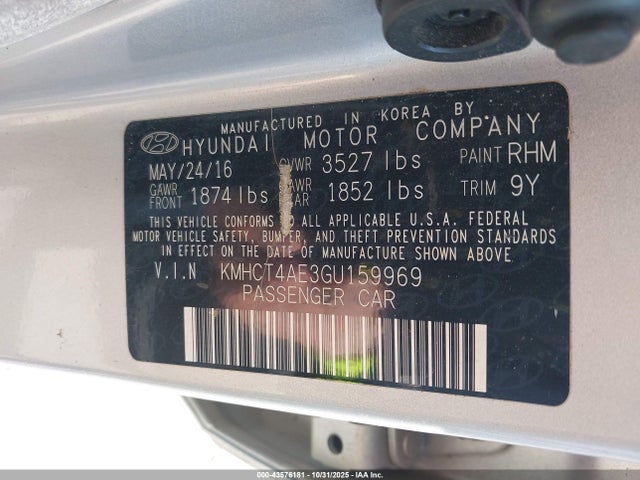 MANUFACTURED IN KOREA BY
HYUNDAI MOTOR COMPANY
MAY/24/16 GVWR 3527 lbs PAINT RHM
GAWR FRONT 1874 lbs 1852 lbs TRIM 9Y
THIS VEHICLE CONFORMS TO ALL APPLICABLE U.S.A. FEDERAL
MOTOR VEHICLE SAFETY, BUMPER, AND THEFT PREVENTION STANDARDS
IN EFFECT ON THE DATE OF MANUFACTURE SHOWN ABOVE
V.I.N KMHCT4AE3GU159969
PASSENGER CAR
000-43576181 - 10/31/2025 - IAA Inc.